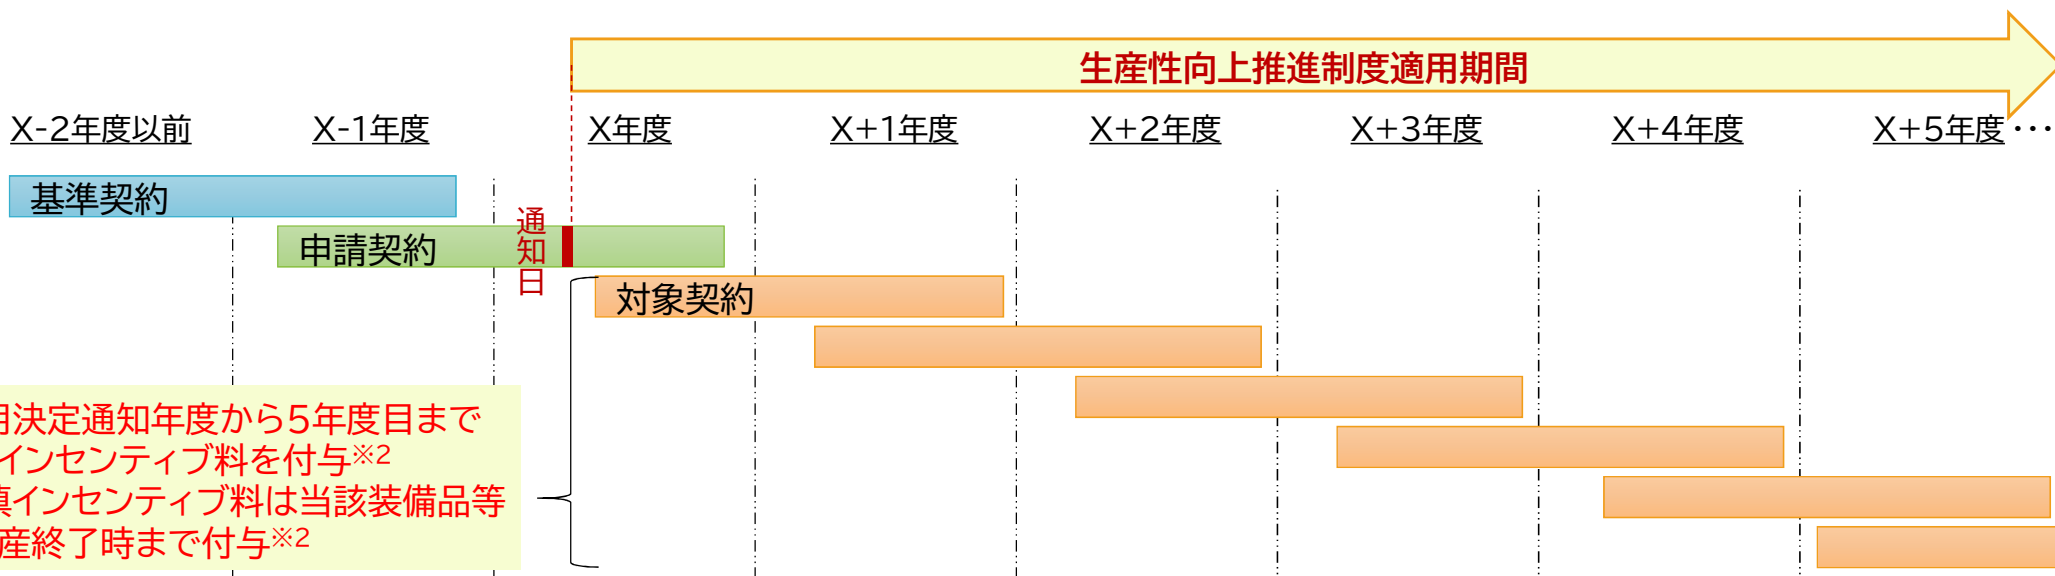 生産性向上推進制度適用期間
X-2年度以前
X-1年度
X年度
X+1年度
X+2年度
X+3年度
X+4年度
X+5年度･･･
基準契約
申請契約
通知日
対象契約
決定通知年度から5年度目まで
インセンティブ料を付与※2
インセンティブ料は当該装備品等
産終了時まで付与※2